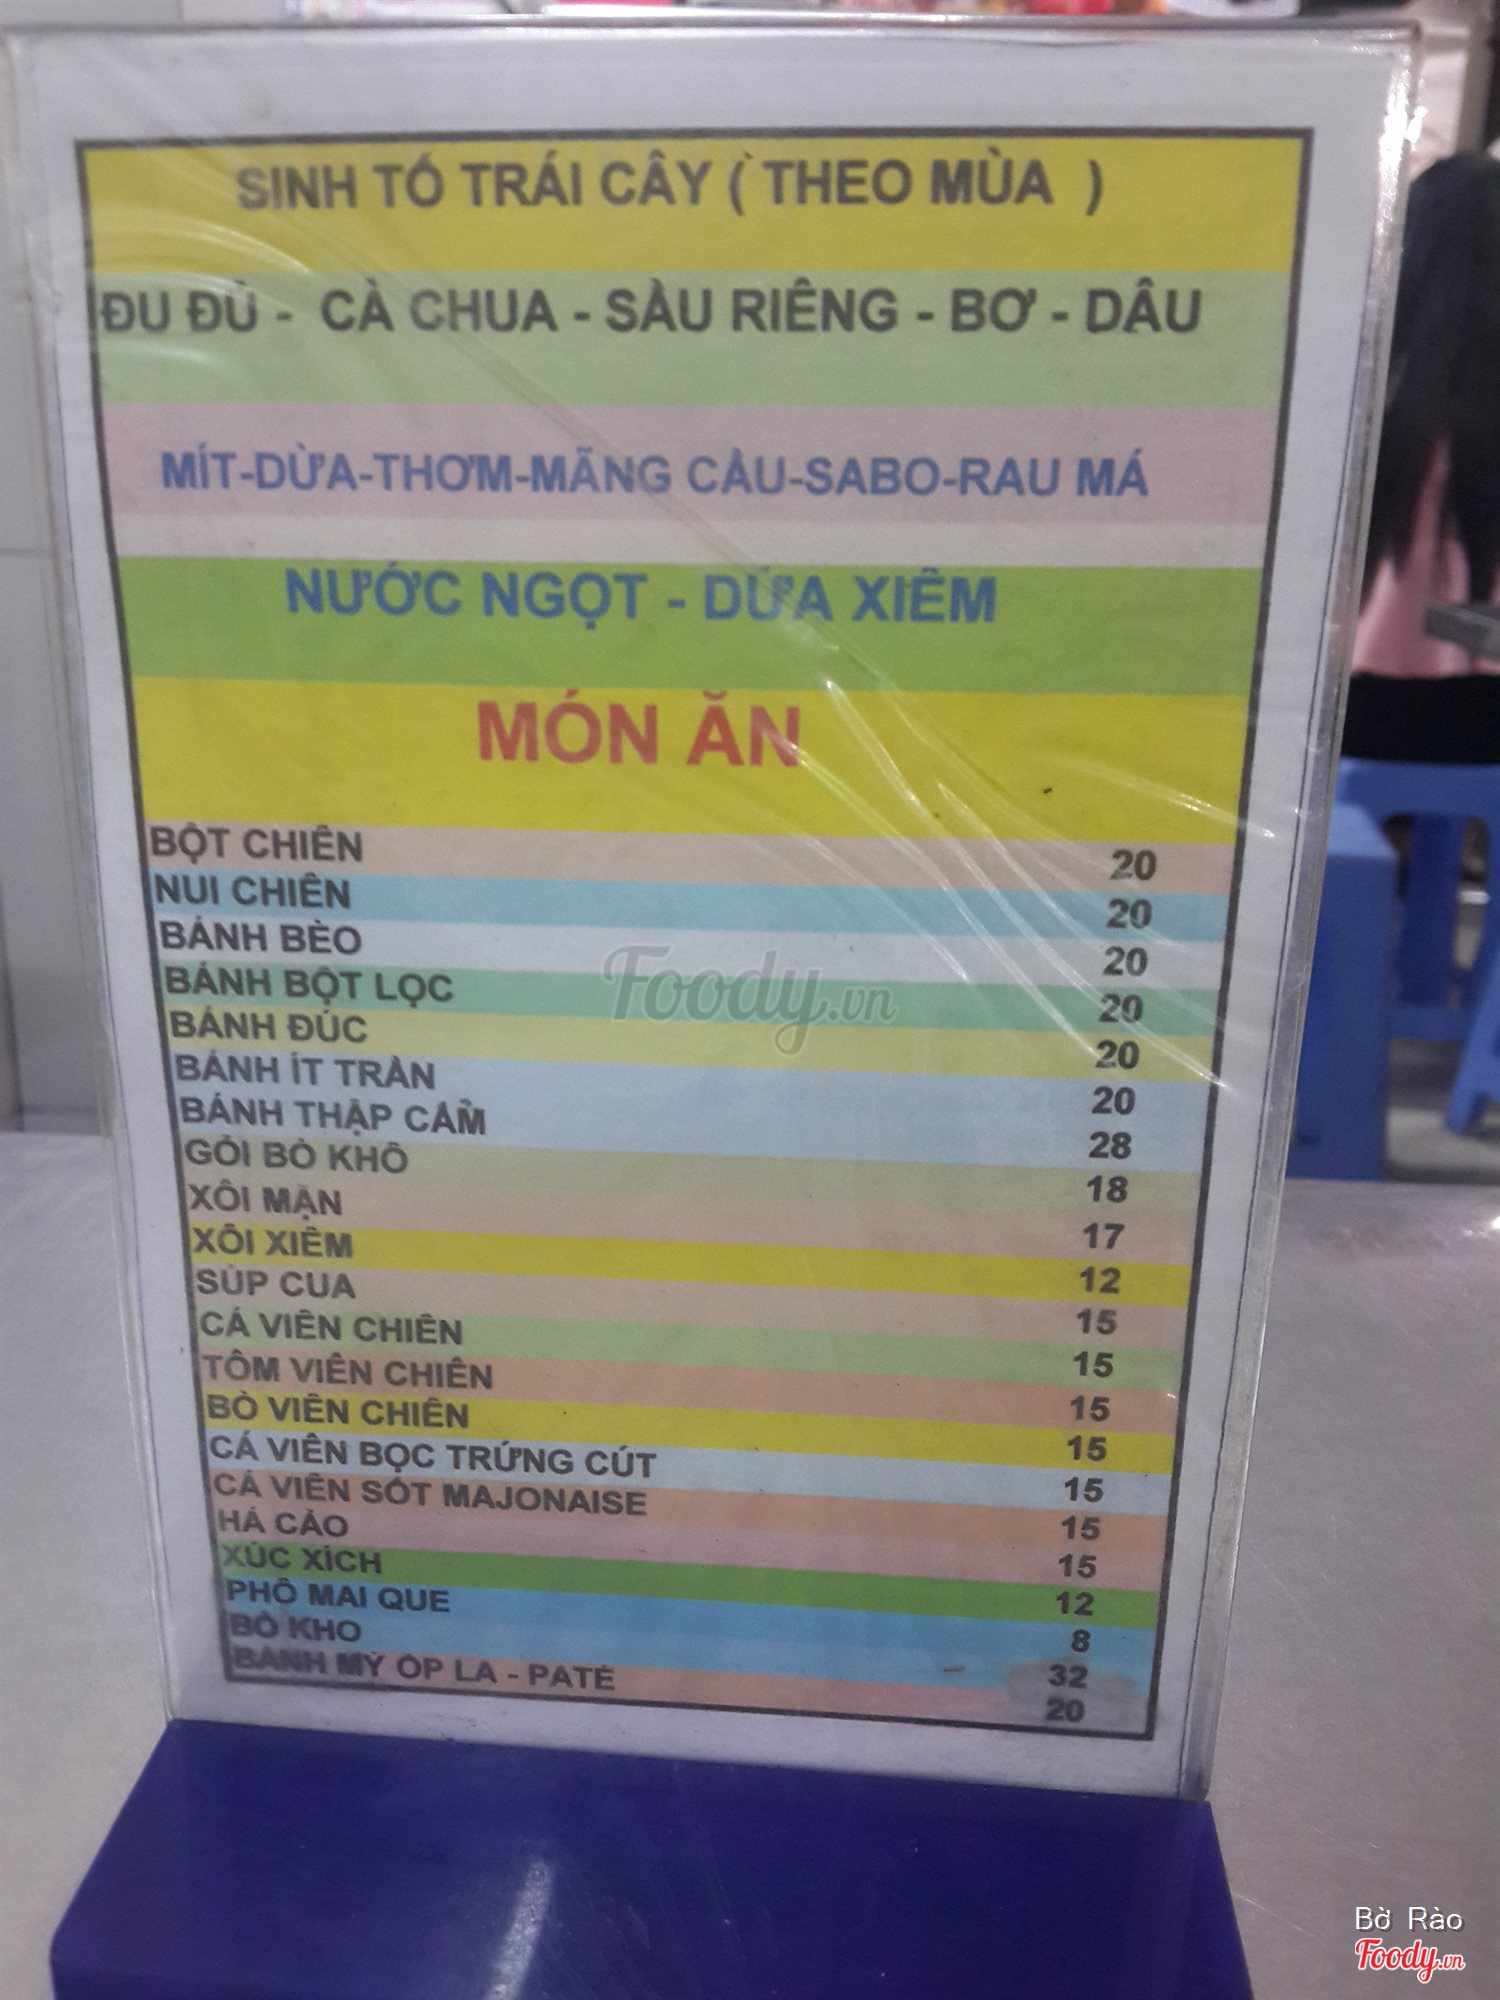 SINH TỐ TRÁI CÂY ( THEO MÙA )
ĐU ĐỦ - CÀ CHUA - SẦU RIÊNG - BƠ - DÂU
MÍT-DỪA-THƠM-MÃNG CẦU-SABO-RAU MÁ
NƯỚC NGỌT - DỪA XIÊM
MÓN ĂN
BỘT CHIÊN 20
NUI CHIÊN 20
BÁNH BÈO 20
BÁNH BỘT LỌC 20
BÁNH ĐÚC 20
BÁNH ÍT TRẦN 20
BÁNH THẬP CẨM 28
GỎI BÒ KHÔ 18
XÔI MẶN 17
XÔI XIÊM 12
SÚP CUA 15
CÁ VIÊN CHIÊN 15
TÔM VIÊN CHIÊN 15
BÒ VIÊN CHIÊN 15
CÁ VIÊN BỌC TRỨNG CÚT 15
CÁ VIÊN SỐT MAJONAISE 15
HÁ CẢO 15
XÚC XÍCH 12
PHÔ MAI QUE 8
BÒ KHO 32
BÁNH MỲ ỐP LA - PATÊ 20
Foody.vn
Bờ Rào
Foody.vn